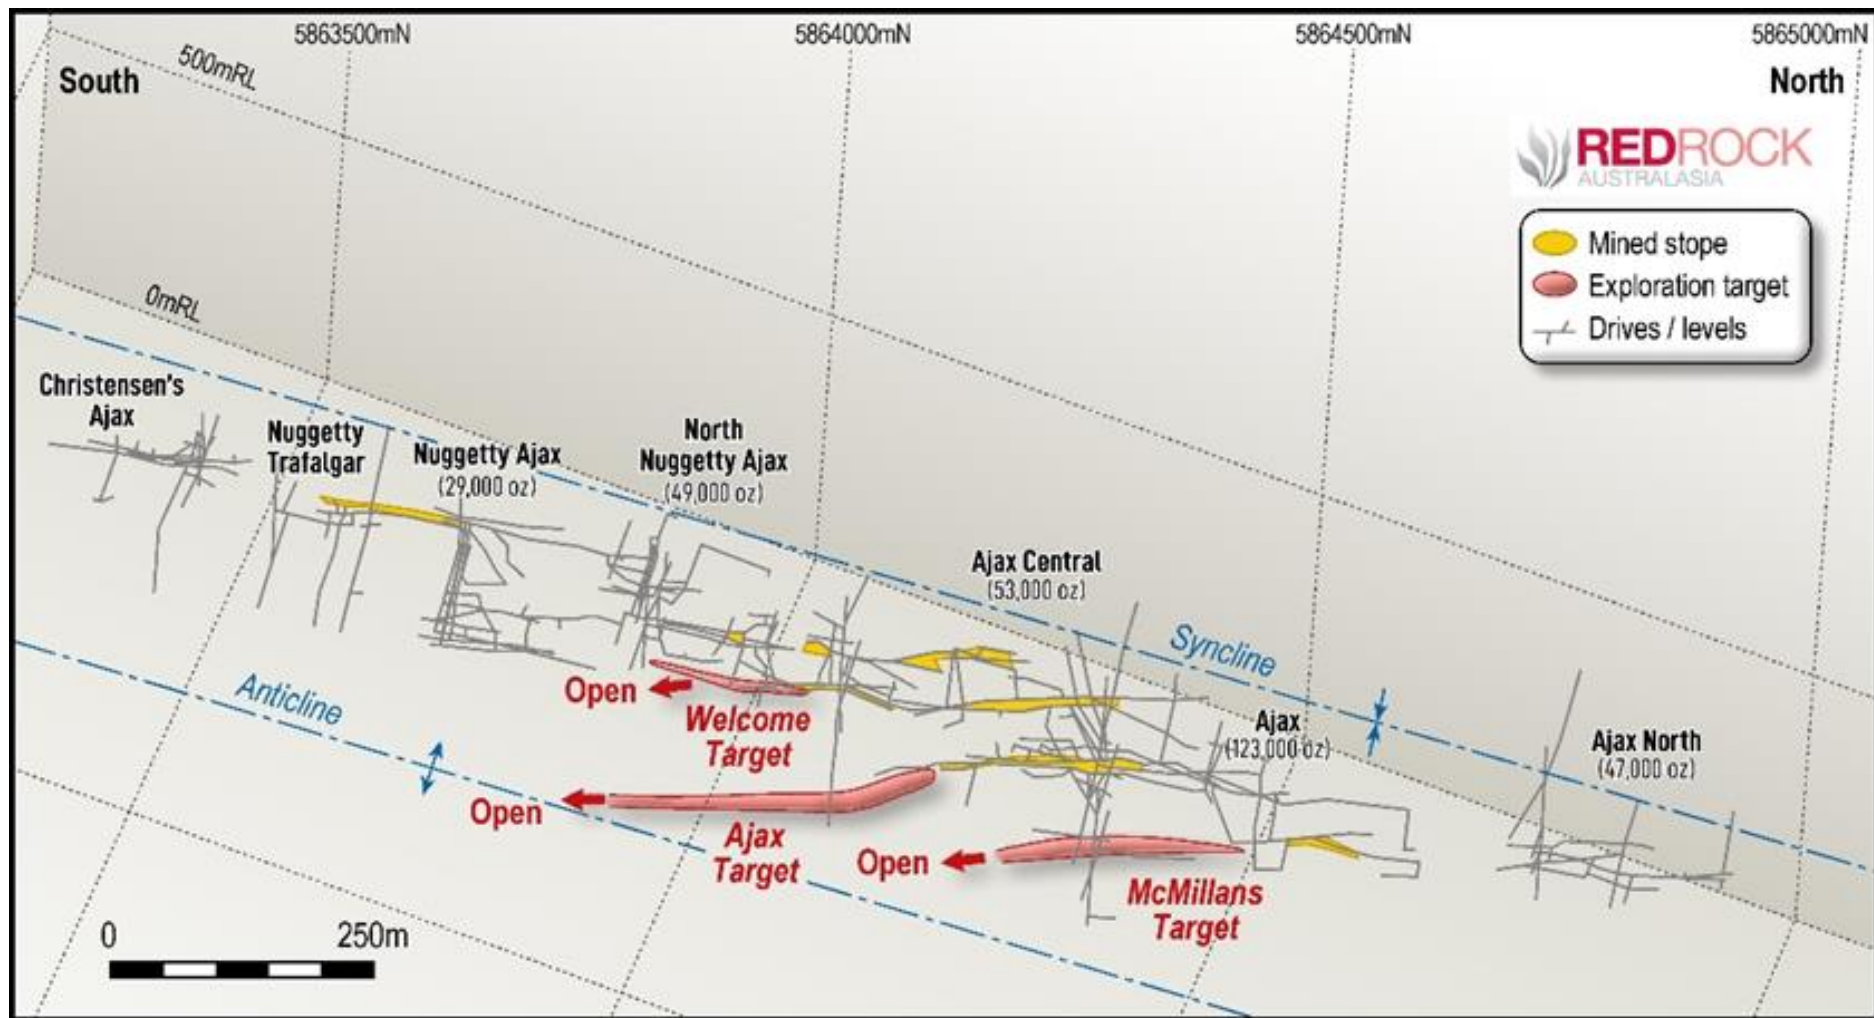 5863500mN
5864000mN
5864500mN
5865000mN
South
500mRL
North
REDROCK
AUSTRALASIA
Mined stope
Exploration target
Drives / levels
0mRL
Christensen's
Ajax
Nuggetty
Trafalgar
Nuggetty Ajax
(29,000 oz)
North
Nuggetty Ajax
(49,000 oz)
Ajax Central
(53,000 oz)
Syncline
Anticline
Open
Welcome
Target
Ajax
(123,000 oz)
Ajax North
(47,000 oz)
Open
Ajax
Target
Open
McMillans
Target
0
250m